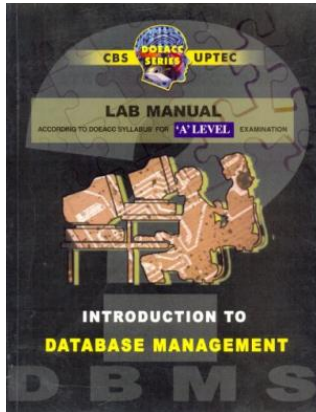 CBS DOEACC UPTEC
SERIES
LAB MANUAL
ACCORDING TO DOEACC SYLLABUS FOR 'A' LEVEL EXAMINATION
INTRODUCTION TO
DATABASE MANAGEMENT
DBMS